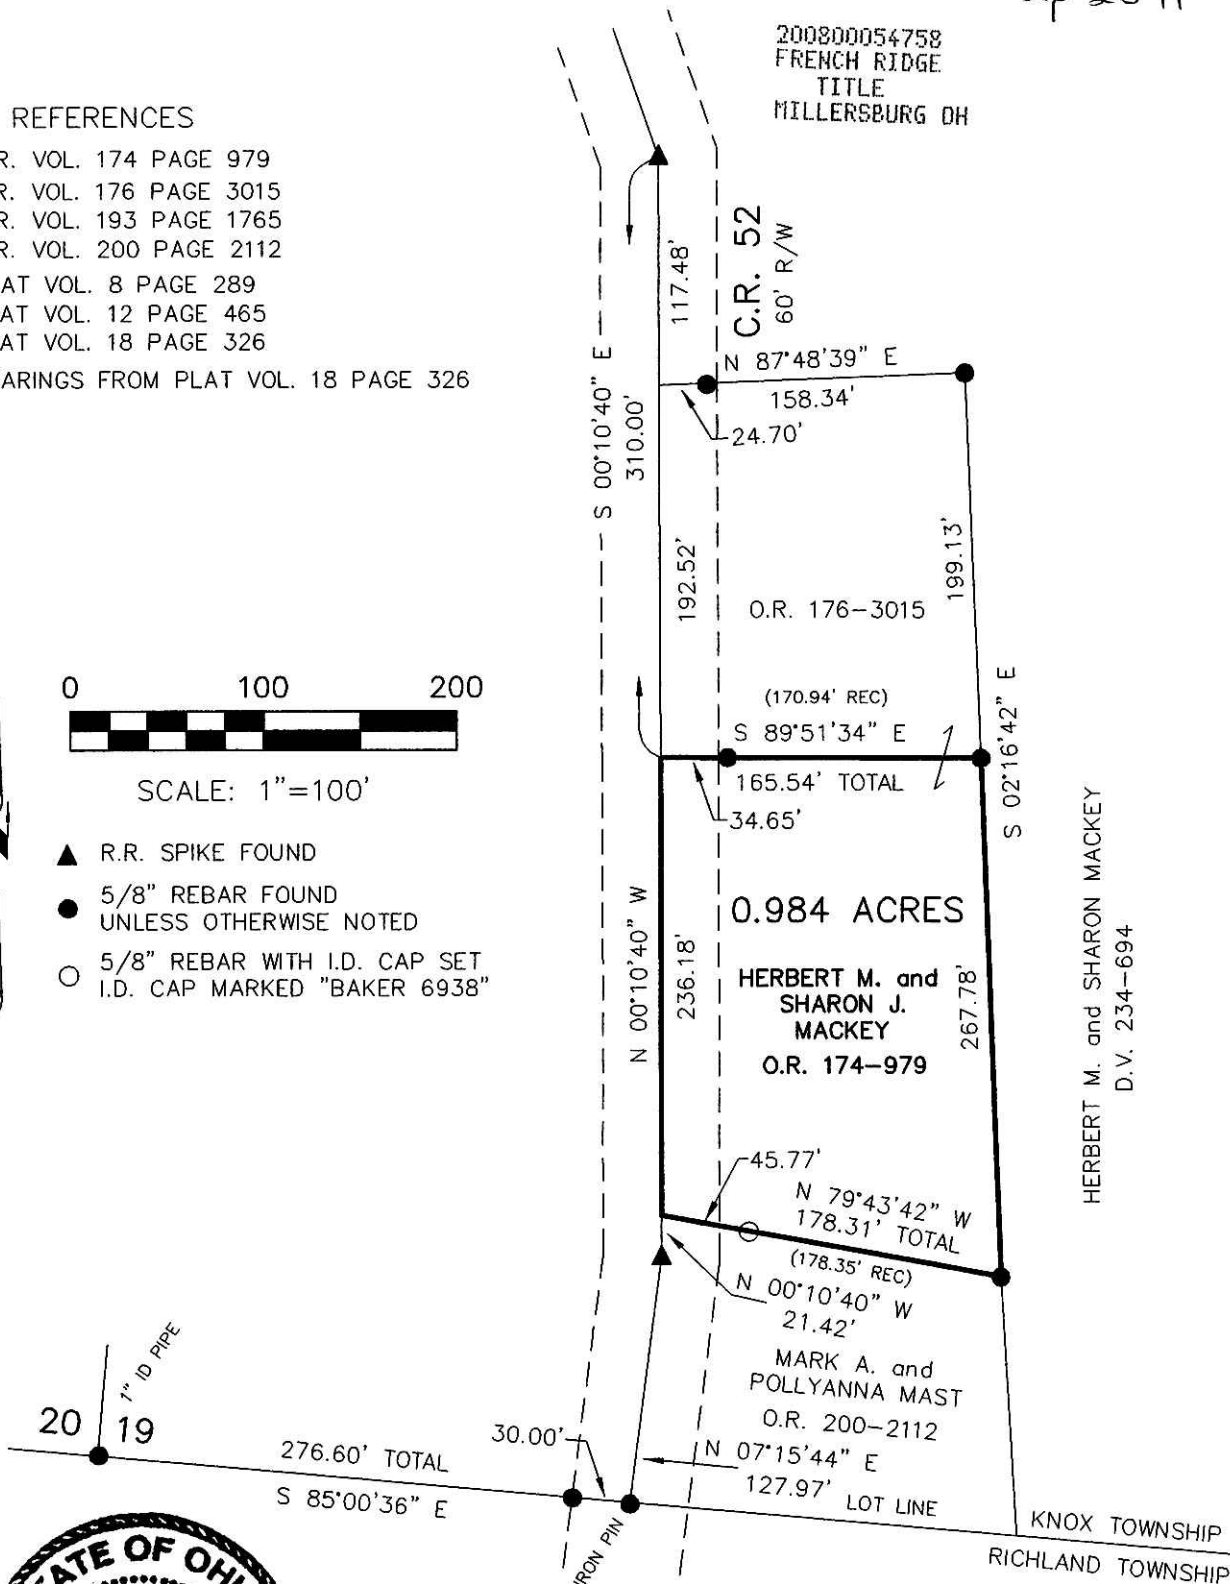 200800054758
FRENCH RIDGE
TITLE
MILLERSBURG OH
REFERENCES
R. VOL. 174 PAGE 979
R. VOL. 176 PAGE 3015
R. VOL. 193 PAGE 1765
R. VOL. 200 PAGE 2112
AT VOL. 8 PAGE 289
AT VOL. 12 PAGE 465
AT VOL. 18 PAGE 326
ARINGS FROM PLAT VOL. 18 PAGE 326
117.48'
C.R. 52
60' R/W
N 87°48'39" E
158.34'
24.70'
S 00°10'40" E
310.00'
192.52'
199.13'
O.R. 176-3015
(170.94' REC)
S 89°51'34" E
165.54' TOTAL
34.65'
S 02°16'42" E
0 100 200
SCALE: 1"=100'
▲ R.R. SPIKE FOUND
● 5/8" REBAR FOUND
UNLESS OTHERWISE NOTED
○ 5/8" REBAR WITH I.D. CAP SET
I.D. CAP MARKED "BAKER 6938"
N 00°10'40" W
236.18'
0.984 ACRES
HERBERT M. and
SHARON J.
MACKEY
O.R. 174-979
267.78'
HERBERT M. and SHARON MACKEY
D.V. 234-694
45.77'
N 79°43'42" W
178.31' TOTAL
(178.35' REC)
N 00°10'40" W
21.42'
MARK A. and
POLLYANNA MAST
O.R. 200-2112
N 07°15'44" E
127.97'
LOT LINE
1" ID PIPE
20 19
276.60' TOTAL
S 85°00'36" E
30.00'
IRON PIN
KNOX TOWNSHIP
RICHLAND TOWNSHIP
ATE OF OH